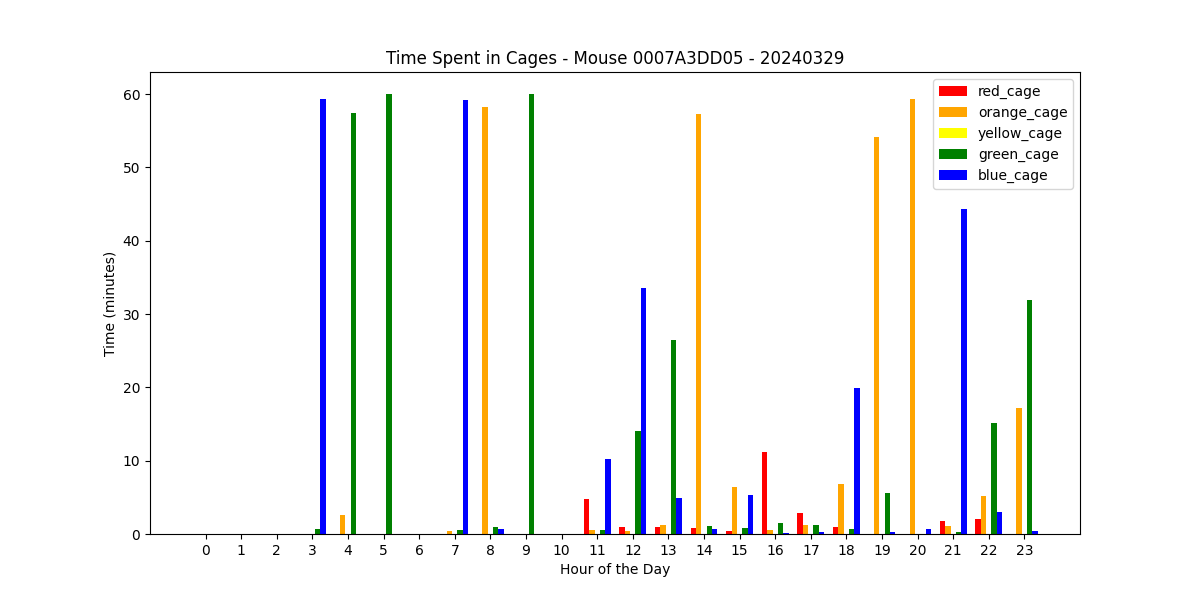 Time Spent in Cages - Mouse 0007A3DD05 - 20240329
red_cage
orange_cage
yellow_cage
green_cage
blue_cage
Time (minutes)
60
50
40
30
20
10
0
0 1 2 3 4 5 6 7 8 9 10 11 12 13 14 15 16 17 18 19 20 21 22 23
Hour of the Day